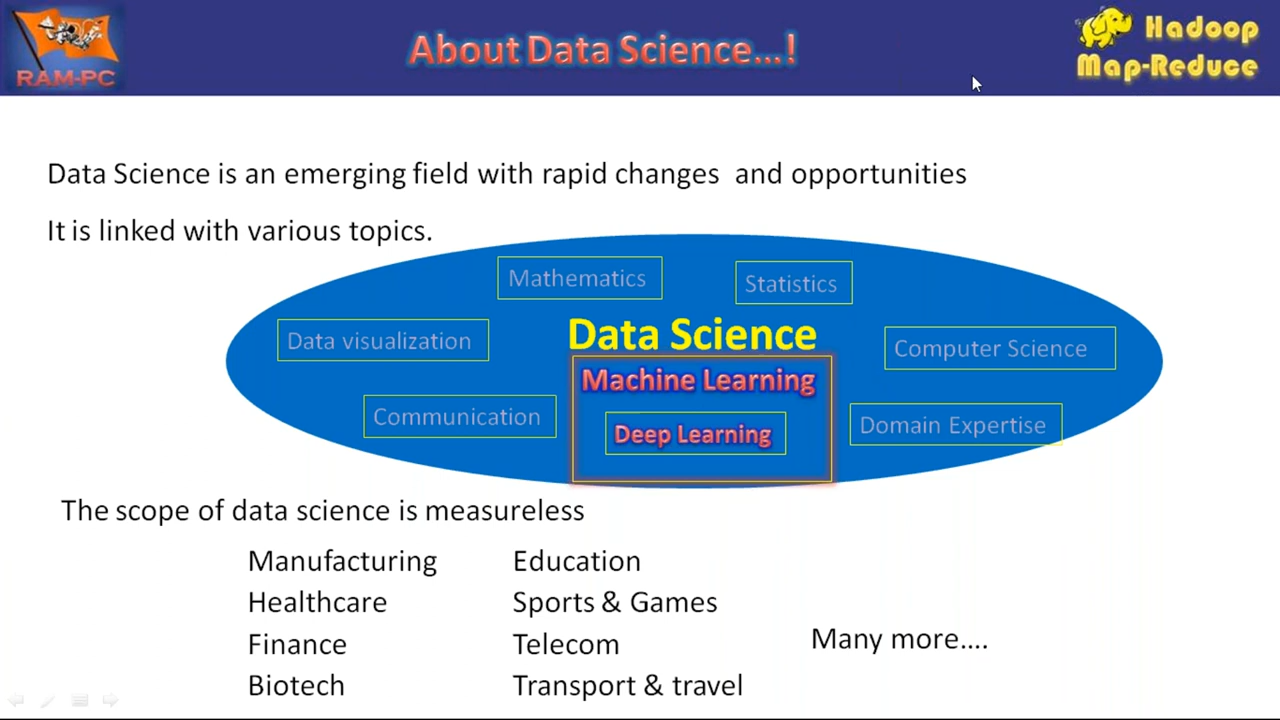 RAM-PC
About Data Science...!
Hadoop
Map-Reduce
Data Science is an emerging field with rapid changes and opportunities
It is linked with various topics.
Mathematics
Statistics
Data visualization
Data Science
Computer Science
Machine Learning
Communication
Deep Learning
Domain Expertise
The scope of data science is measureless
Manufacturing
Education
Healthcare
Sports & Games
Finance
Telecom
Many more....
Biotech
Transport & travel